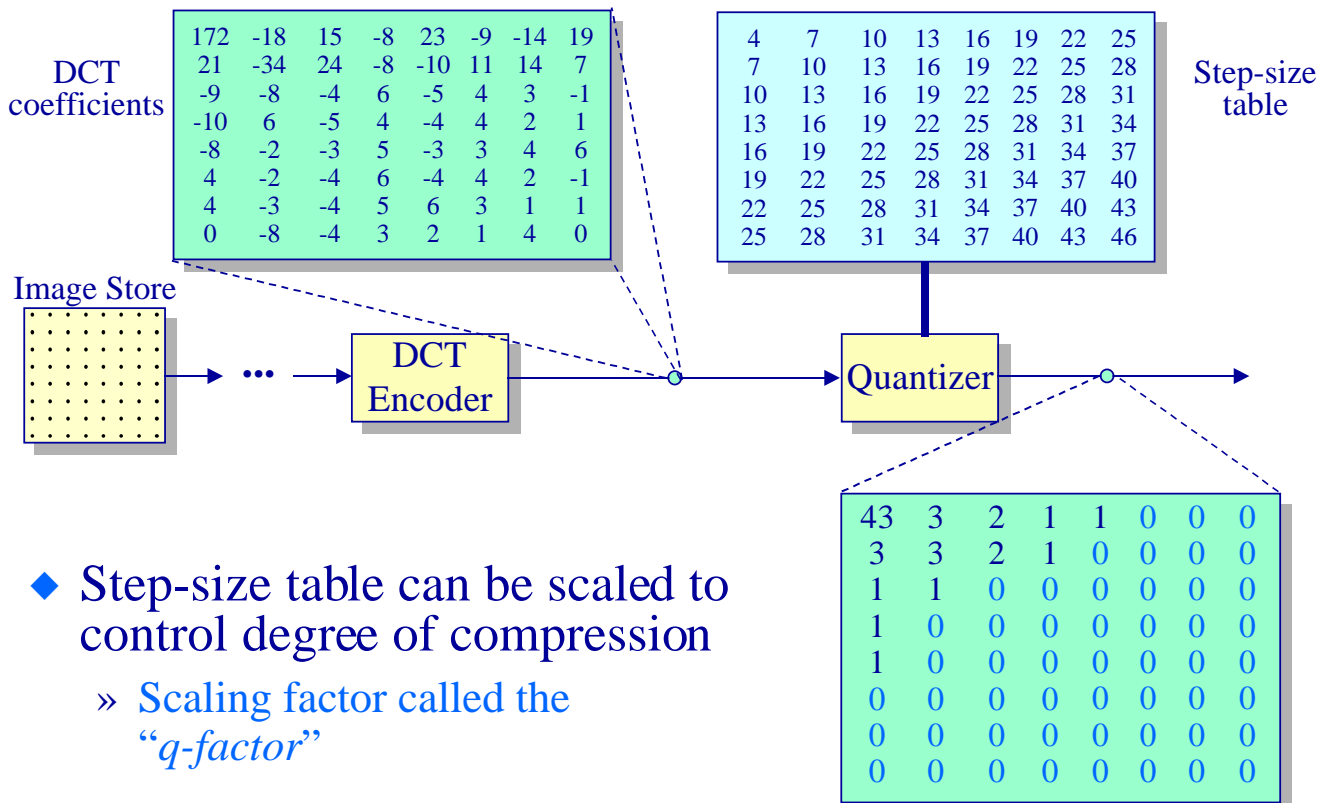 DCT
coefficients
172 -18 15 -8 23 -9 -14 19
21 -34 24 -8 -10 11 14 7
-9 -8 -4 6 -5 4 3 -1
-10 6 -5 4 -4 4 2 1
-8 -2 -3 5 -3 3 4 6
4 -2 -4 6 -4 4 2 -1
4 -3 -4 5 6 3 1 1
0 -8 -4 3 2 1 4 0
4 7 10 13 16 19 22 25
7 10 13 16 19 22 25 28
10 13 16 19 22 25 28 31
13 16 19 22 25 28 31 34
16 19 22 25 28 31 34 37
19 22 25 28 31 34 37 40
22 25 28 31 34 37 40 43
25 28 31 34 37 40 43 46
Step-size
table
Image Store
•••
DCT
Encoder
Quantizer
43 3 2 1 1 0 0 0
3 3 2 1 0 0 0 0
1 1 0 0 0 0 0 0
1 0 0 0 0 0 0 0
1 0 0 0 0 0 0 0
0 0 0 0 0 0 0 0
0 0 0 0 0 0 0 0
0 0 0 0 0 0 0 0
◆ Step-size table can be scaled to
control degree of compression
» Scaling factor called the
“q-factor”